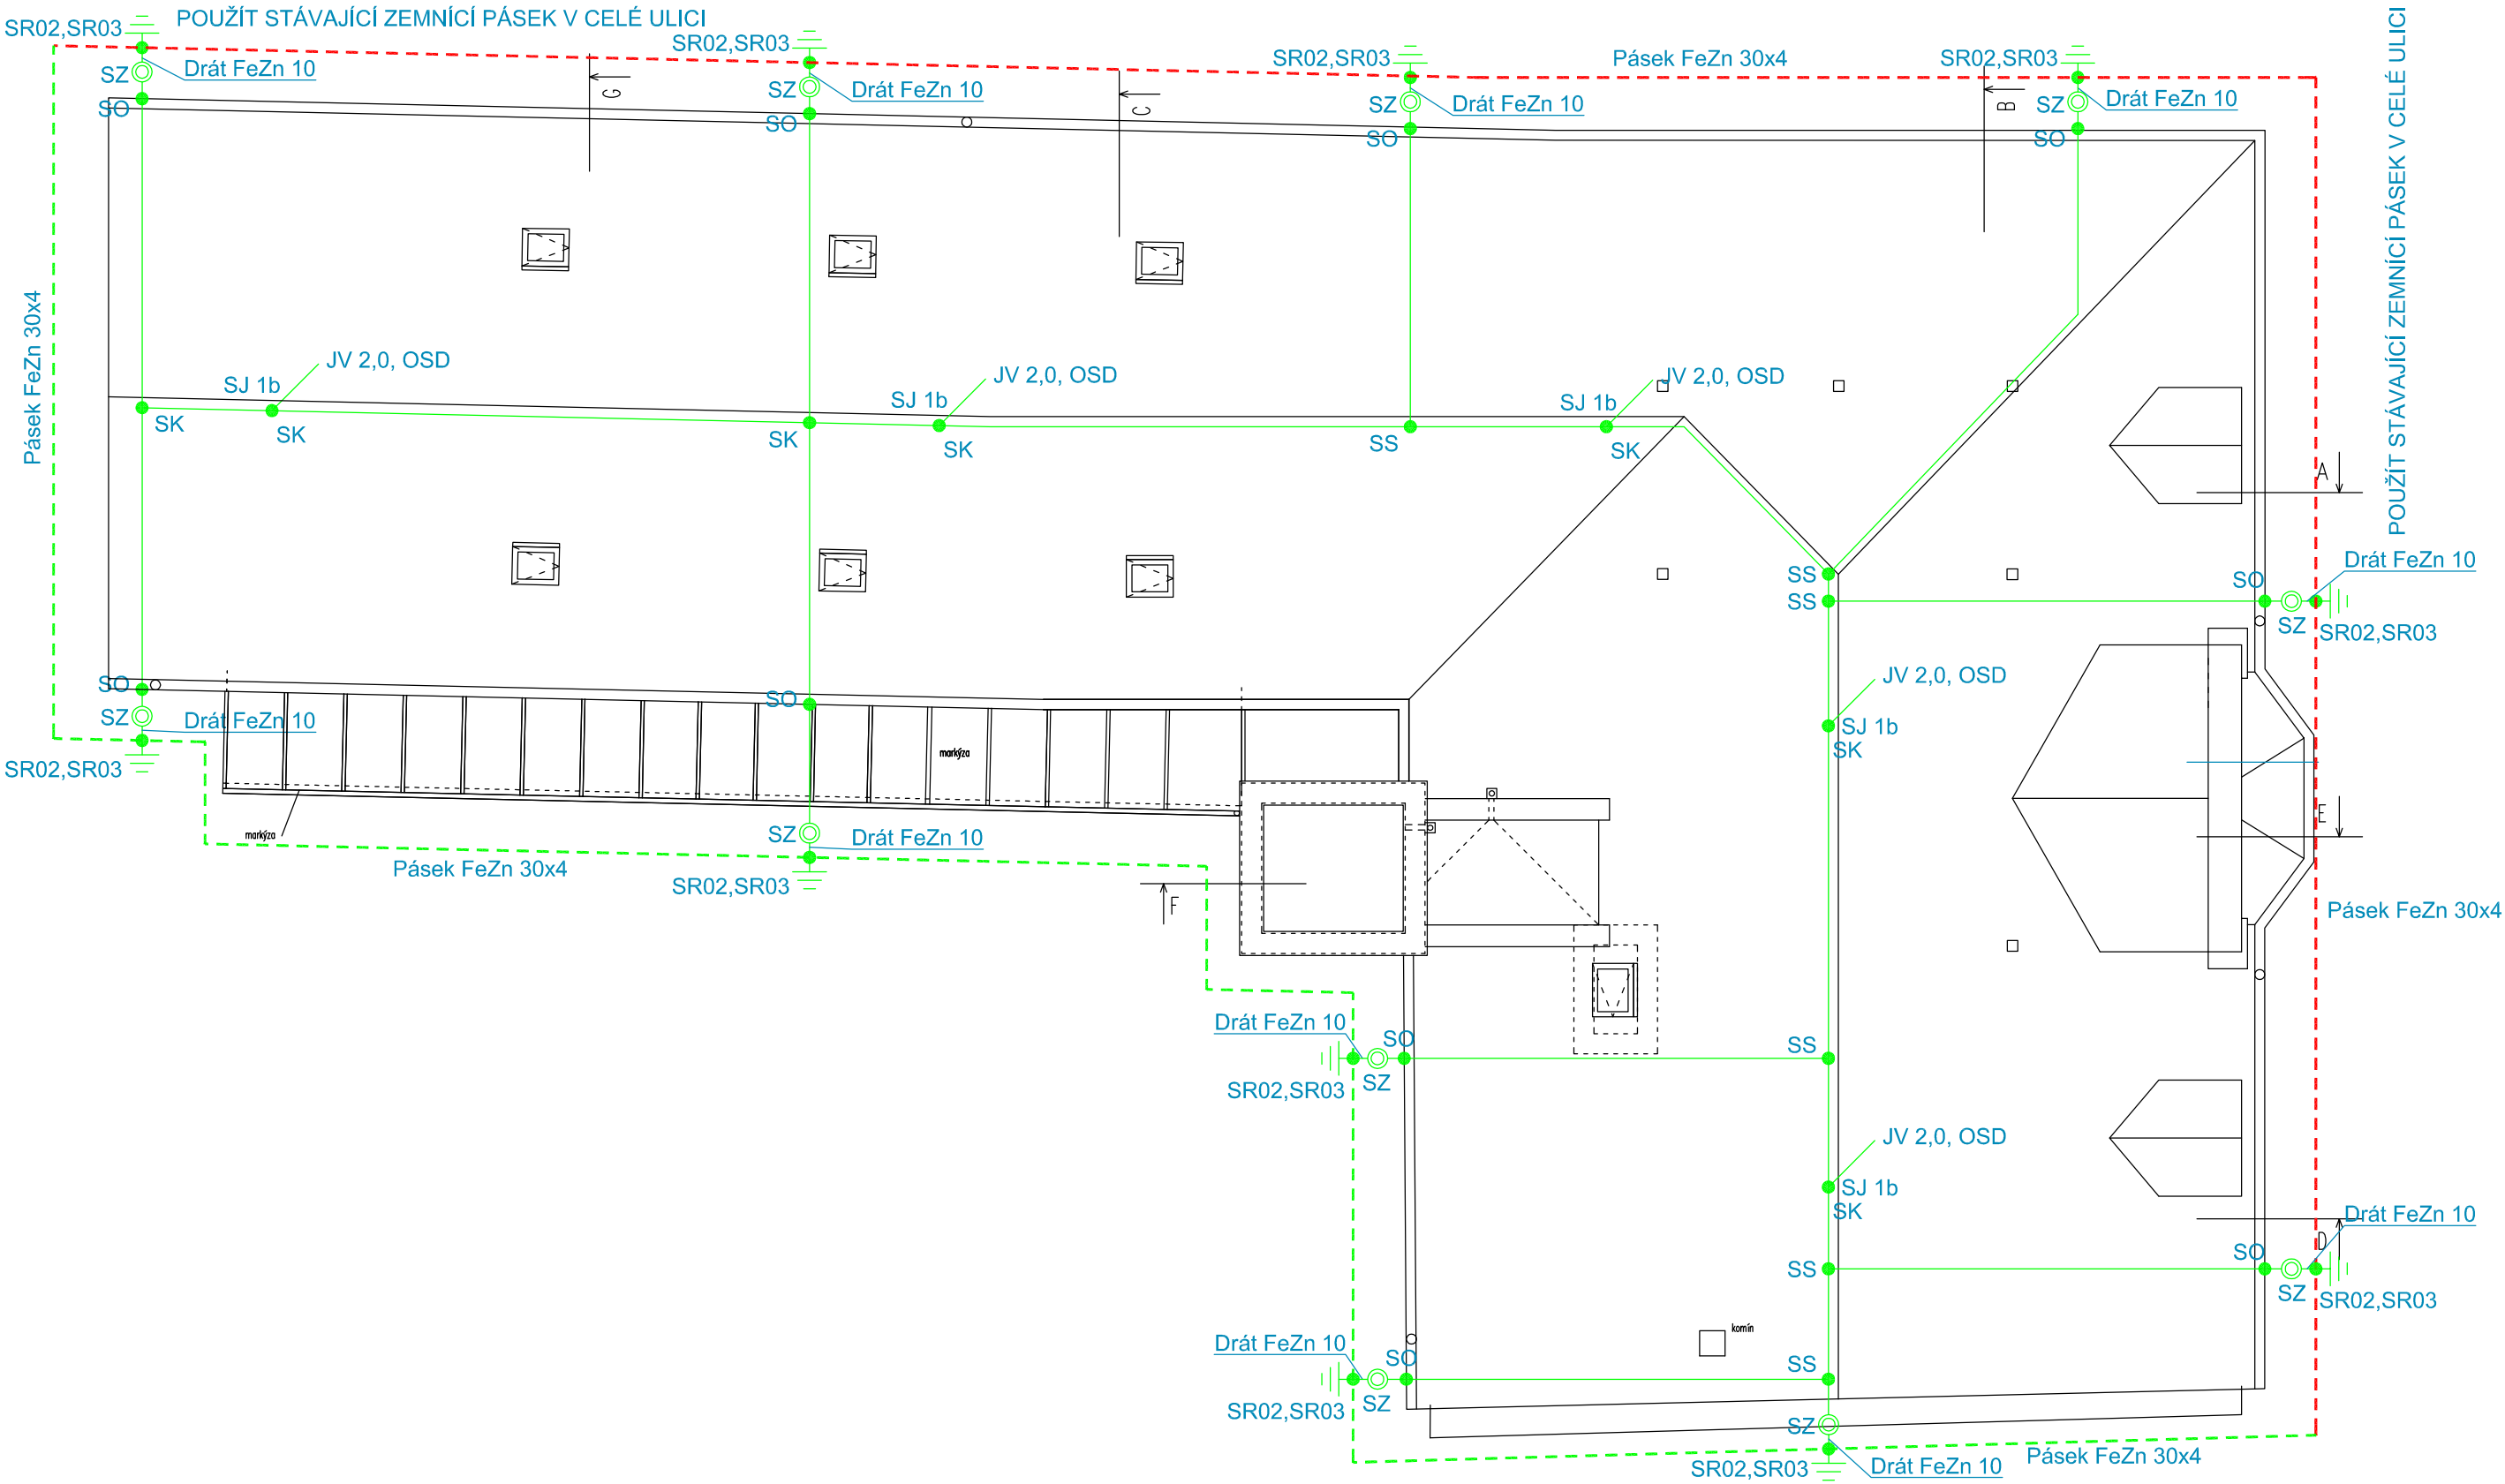 POUŽÍT STÁVAJÍCÍ ZEMNÍCÍ PÁSEK V CELÉ ULICI
SR02,SR03
SR02,SR03
SR02,SR03
Pásek FeZn 30x4
SR02,SR03
SZ
Drát FeZn 10
SZ
Drát FeZn 10
SZ
Drát FeZn 10
SZ
Drát FeZn 10
G
C
B
SO
SO
SO
SO
POUŽÍT STÁVAJÍCÍ ZEMNÍCÍ PÁSEK V CELÉ ULICI
Pásek FeZn 30x4
SJ 1b
JV 2,0, OSD
SJ 1b
JV 2,0, OSD
SJ 1b
JV 2,0, OSD
SK
SK
SK
SK
SS
SK
A
SS
SS
SO
Drát FeZn 10
SZ
SR02,SR03
SO
SZ
Drát FeZn 10
SR02,SR03
SO
JV 2,0, OSD
SJ 1b
SK
markýza
markýza
SZ
Drát FeZn 10
SR02,SR03
Pásek FeZn 30x4
E
F
Pásek FeZn 30x4
Drát FeZn 10
SO
SZ
SR02,SR03
SS
JV 2,0, OSD
SJ 1b
SK
Drát FeZn 10
D
SS
SO
SZ
SR02,SR03
komín
Drát FeZn 10
SO
SZ
SR02,SR03
SS
SZ
Pásek FeZn 30x4
SR02,SR03
Drát FeZn 10